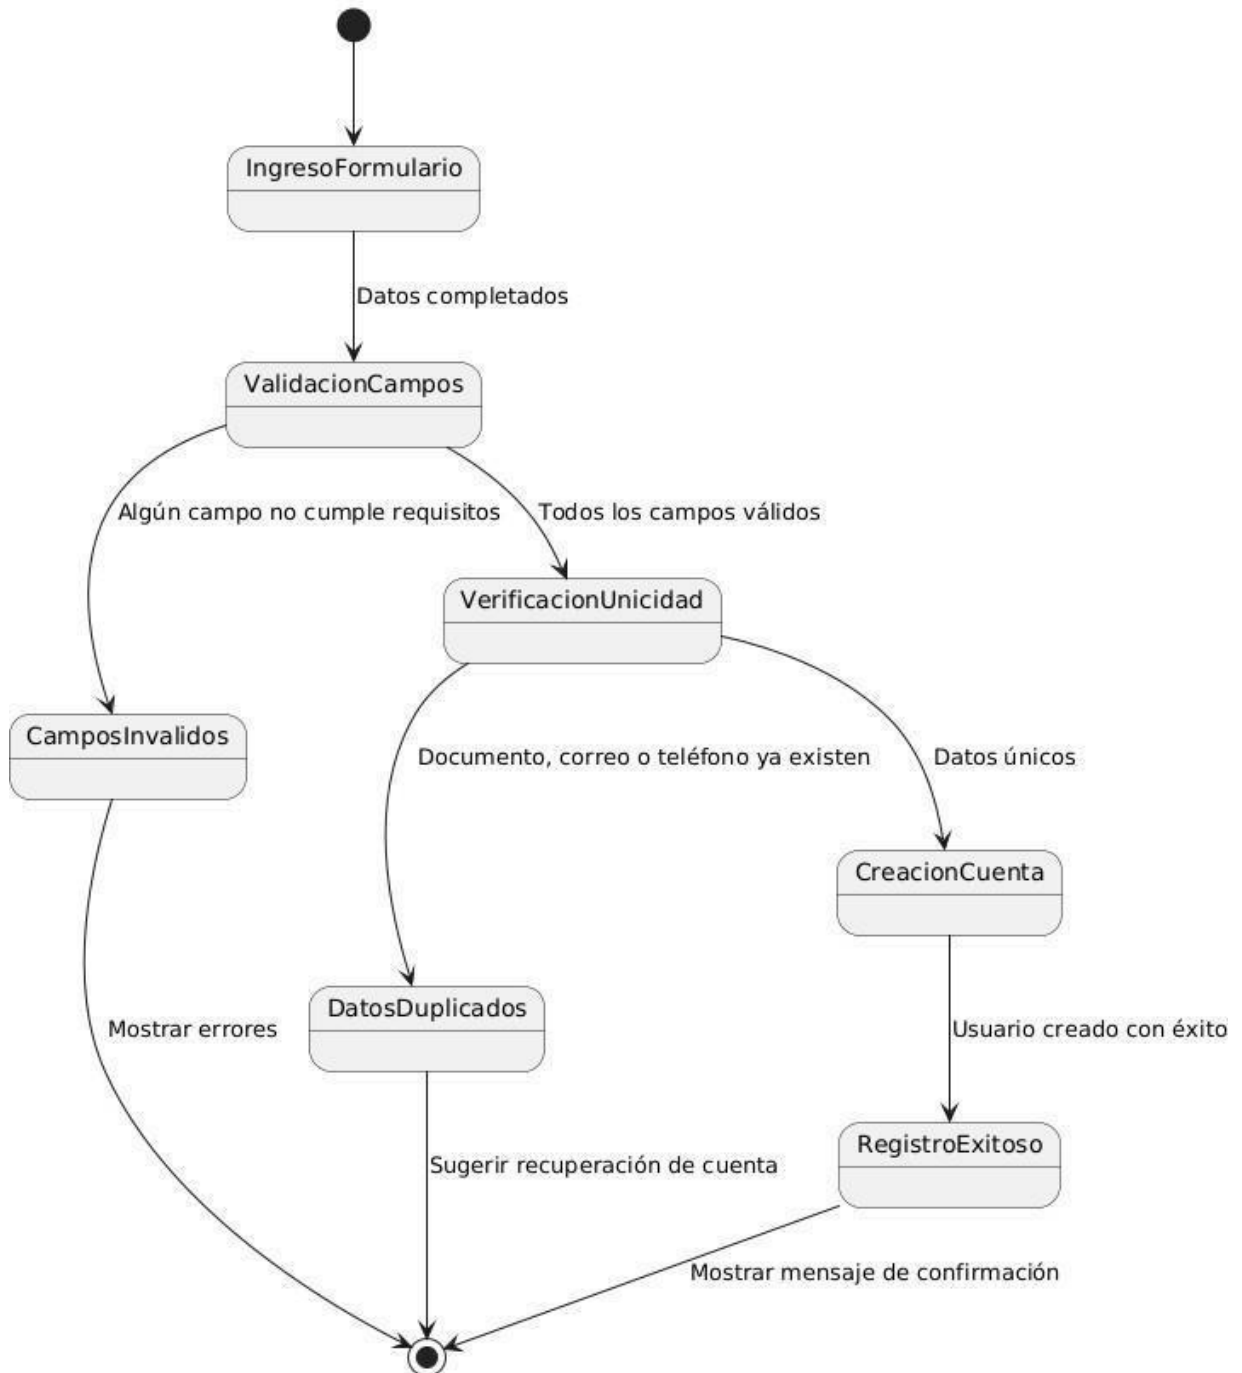 IngresoFormulario
Datos completados
ValidacionCampos
Algún campo no cumple requisitos
Todos los campos válidos
VerificacionUnicidad
CamposInvalidos
Documento, correo o teléfono ya existen
Datos únicos
CreacionCuenta
DatosDuplicados
Mostrar errores
Usuario creado con éxito
RegistroExitoso
Sugerir recuperación de cuenta
Mostrar mensaje de confirmación